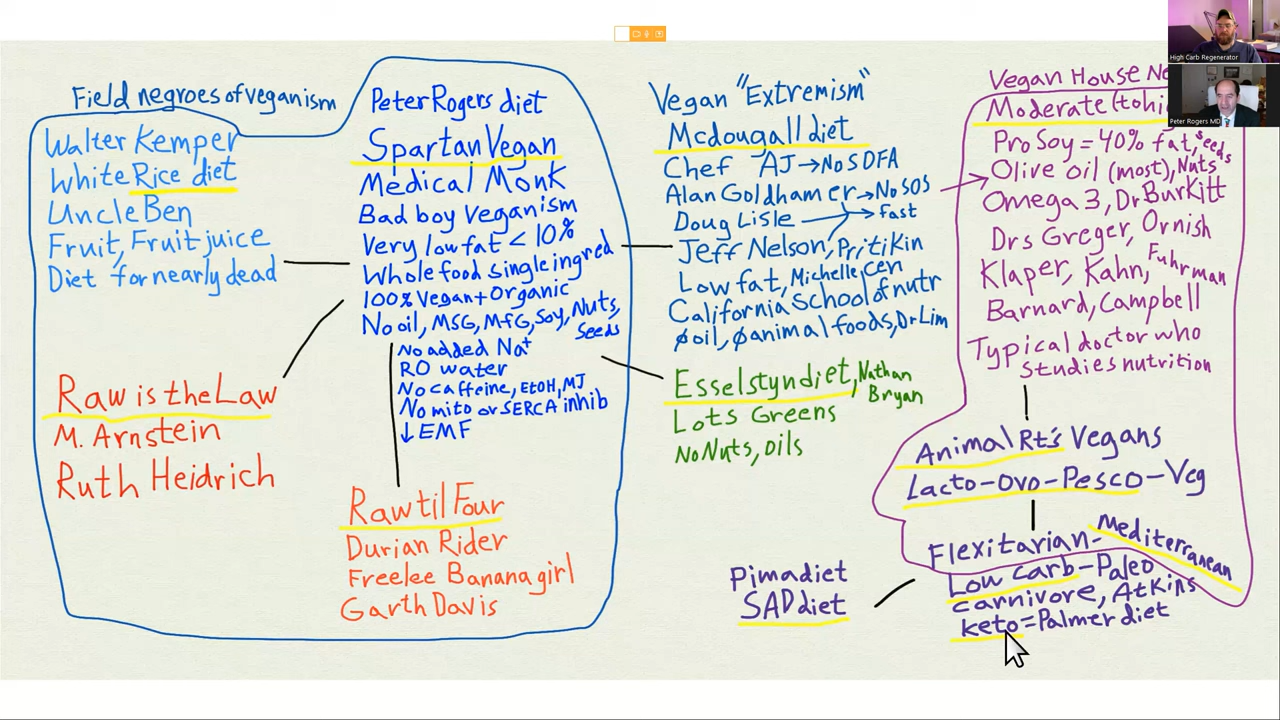 High Carb Regenerator
Peter Rogers MD
Field negroes of veganism
Walter Kemper
White Rice diet
Uncle Ben
Fruit, Fruit juice
Diet for nearly dead
Raw is the Law
M. Arnstein
Ruth Heidrich
Peter Rogers diet
Spartan Vegan
Medical Monk
Bad boy veganism
Very low fat < 10%
Whole food single ingred
100% Vegan + Organic
No oil, MSG, MfG, Soy, Nuts,
Seeds
No added Na+
RO water
No caffeine, EtOH, MJ
No mito or SERCA inhib
↓ EMF
Raw til Four
Durian Rider
Freelee Banana girl
Garth Davis
Vegan "Extremism"
Mcdougall diet
Chef AJ → No SOFA
Alan Goldhamer → No SOS
Doug Lisle → fast
Jeff Nelson, Pritikin
Low fat, Michelle, cen
California School of nutr
∅ oil, ∅ animal foods, Dr Lim
Esselstyn diet, Nathan
Bryan
Lots Greens
No Nuts, Oils
Pima diet
SAD diet
Vegan House Ne
Moderate (to hi
Pro Soy = 40% fat, seeds
Olive oil (most), Nuts
Omega 3, Dr Burkitt
Drs Greger, Ornish
Klaper, Kahn, Fuhrman
Barnard, Campbell
Typical doctor who
studies nutrition
Animal Rt's Vegans
Lacto-ovo-Pesco-Veg
Flexitarian - Mediterranean
Low carb - Paleo
carnivore, Atkins
keto = Palmer diet